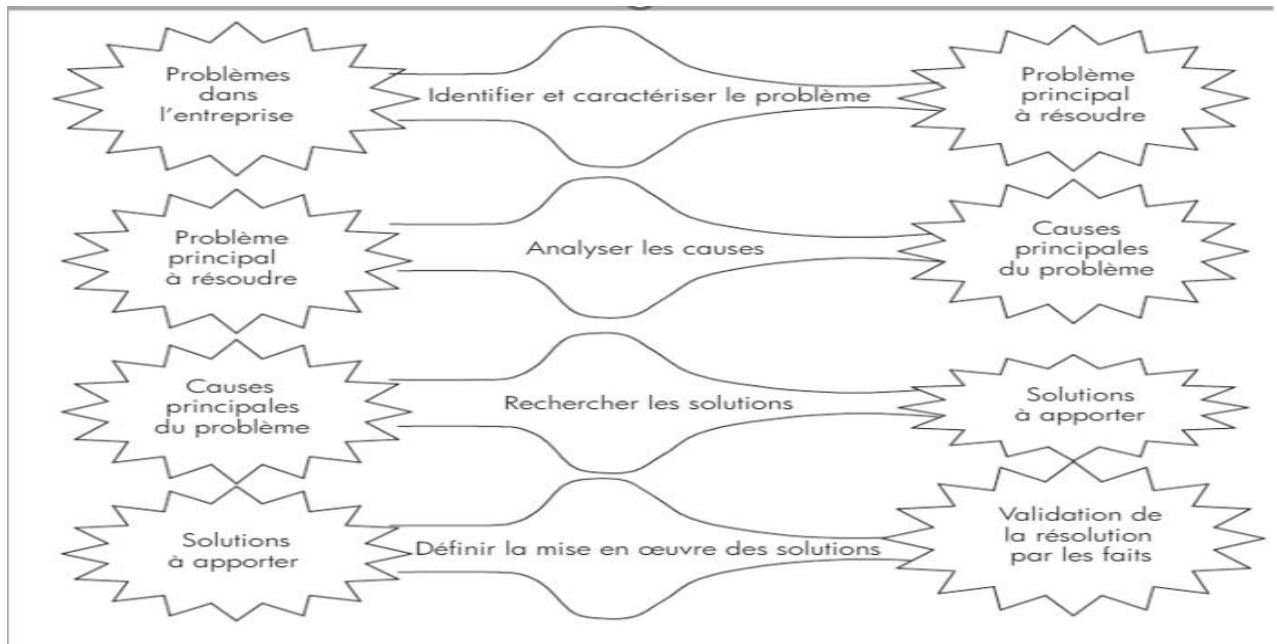 Problèmes
dans
l'entreprise
Identifier et caractériser le problème
Problème
principal
à résoudre
Problème
principal
à résoudre
Analyser les causes
Causes
principales
du problème
Causes
principales
du problème
Rechercher les solutions
Solutions
à apporter
Solutions
à apporter
Définir la mise en œuvre des solutions
Validation de
la résolution
par les faits